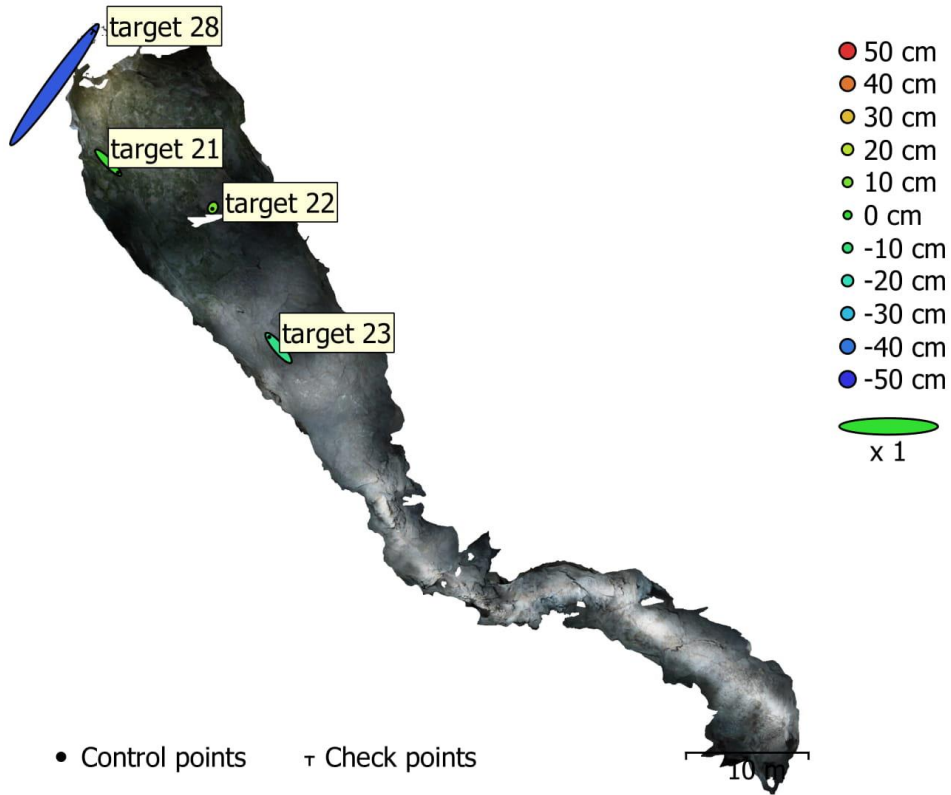 target 28
target 21
target 22
target 23
50 cm
40 cm
30 cm
20 cm
10 cm
0 cm
-10 cm
-20 cm
-30 cm
-40 cm
-50 cm
x 1
Control points
Check points
10 m